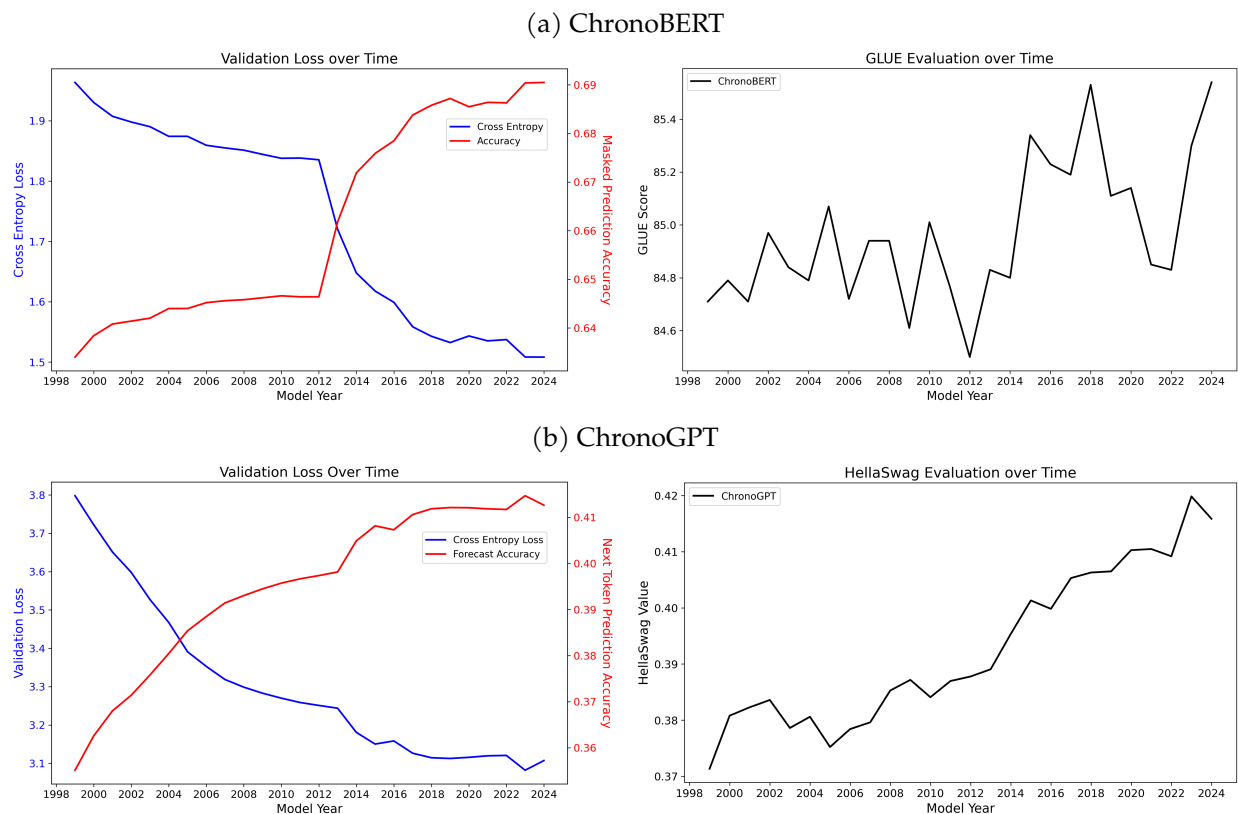 (a) ChronoBERT
Validation Loss over Time
Cross Entropy Loss
1.9
1.8
1.7
1.6
1.5
Cross Entropy
Accuracy
0.69
0.68
0.67
0.66
0.65
0.64
Masked Prediction Accuracy
1998 2000 2002 2004 2006 2008 2010 2012 2014 2016 2018 2020 2022 2024
Model Year
GLUE Evaluation over Time
GLUE Score
85.4
85.2
85.0
84.8
84.6
ChronoBERT
1998 2000 2002 2004 2006 2008 2010 2012 2014 2016 2018 2020 2022 2024
Model Year
(b) ChronoGPT
Validation Loss Over Time
Validation Loss
3.8
3.7
3.6
3.5
3.4
3.3
3.2
3.1
Cross Entropy Loss
Forecast Accuracy
0.41
0.40
0.39
0.38
0.37
0.36
Next Token Prediction Accuracy
1998 2000 2002 2004 2006 2008 2010 2012 2014 2016 2018 2020 2022 2024
Model Year
HellaSwag Evaluation over Time
HellaSwag Value
0.42
0.41
0.40
0.39
0.38
0.37
ChronoGPT
1998 2000 2002 2004 2006 2008 2010 2012 2014 2016 2018 2020 2022 2024
Model Year